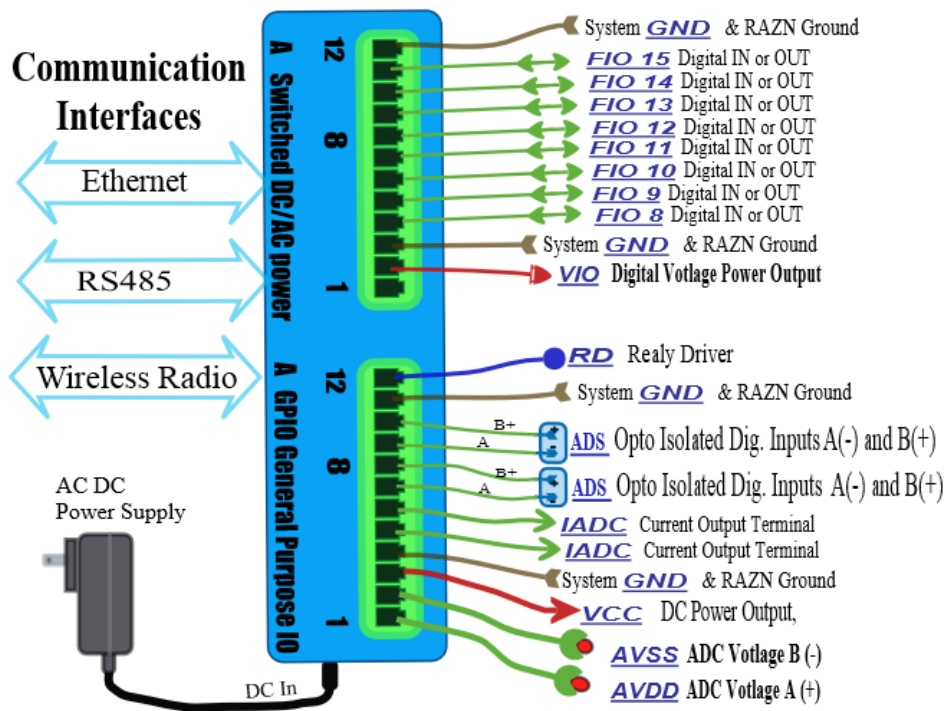 Communication
Interfaces
Ethernet
RS485
Wireless Radio
AC DC
Power Supply
DC In
A Switched DC/AC power
12
8
1
A GPIO General Purpose IO
12
8
1
System GND & RAZN Ground
FIO 15 Digital IN or OUT
FIO 14 Digital IN or OUT
FIO 13 Digital IN or OUT
FIO 12 Digital IN or OUT
FIO 11 Digital IN or OUT
FIO 10 Digital IN or OUT
FIO 9 Digital IN or OUT
FIO 8 Digital IN or OUT
System GND & RAZN Ground
VIO Digital Votlage Power Output
RD Realy Driver
System GND & RAZN Ground
B+
A
ADS Opto Isolated Dig. Inputs A(-) and B(+)
B+
A
ADS Opto Isolated Dig. Inputs A(-) and B(+)
IADC Current Output Terminal
IADC Current Output Terminal
System GND & RAZN Ground
VCC DC Power Output,
AVSS ADC Votlage B (-)
AVDD ADC Votlage A (+)